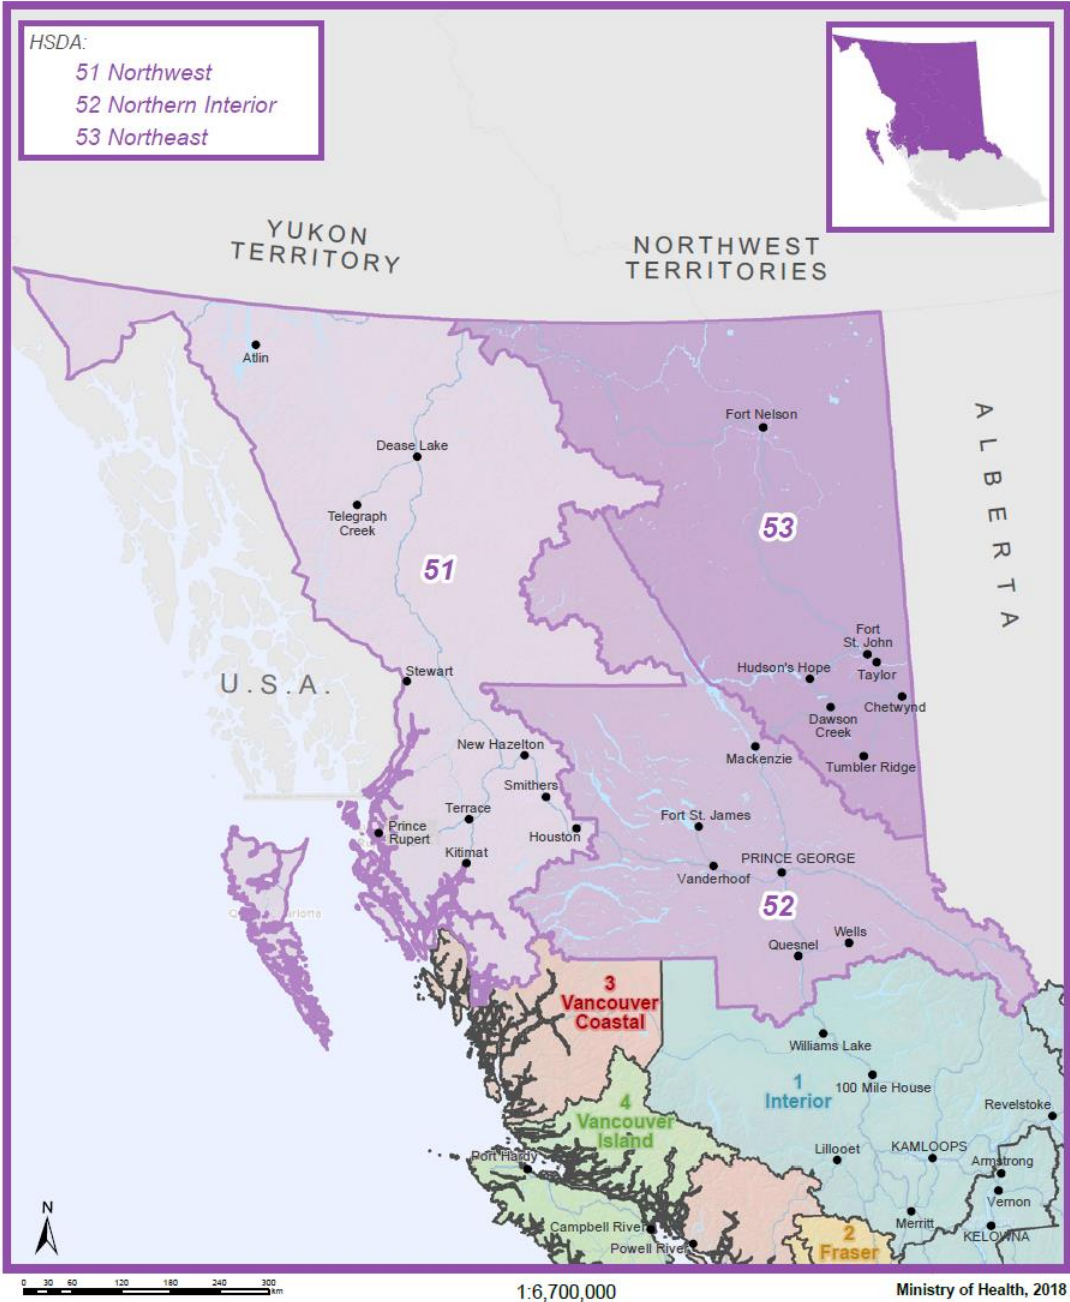 HSDA:
51 Northwest
52 Northern Interior
53 Northeast
YUKON
TERRITORY
NORTHWEST
TERRITORIES
ALBERTA
Atlin
Fort Nelson
Dease Lake
Telegraph
Creek
53
51
Fort
St. John
Taylor
Hudson's Hope
Stewart
U.S.A.
Chetwynd
Dawson
Creek
New Hazelton
Mackenzie
Tumbler Ridge
Smithers
Terrace
Fort St. James
Prince
Rupert
Houston
Kitimat
PRINCE GEORGE
Vanderhoof
52
Wells
Quesnel
3
Vancouver
Coastal
Williams Lake
1
Interior
100 Mile House
4
Vancouver
Island
Revelstoke
Lillooet
KAMLOOPS
Port Hardy
Armstrong
Vernon
Merritt
Campbell River
KELOWNA
Powell River
2
Fraser
N
0 30 60 120 180 240 300
km
1:6,700,000
Ministry of Health, 2018